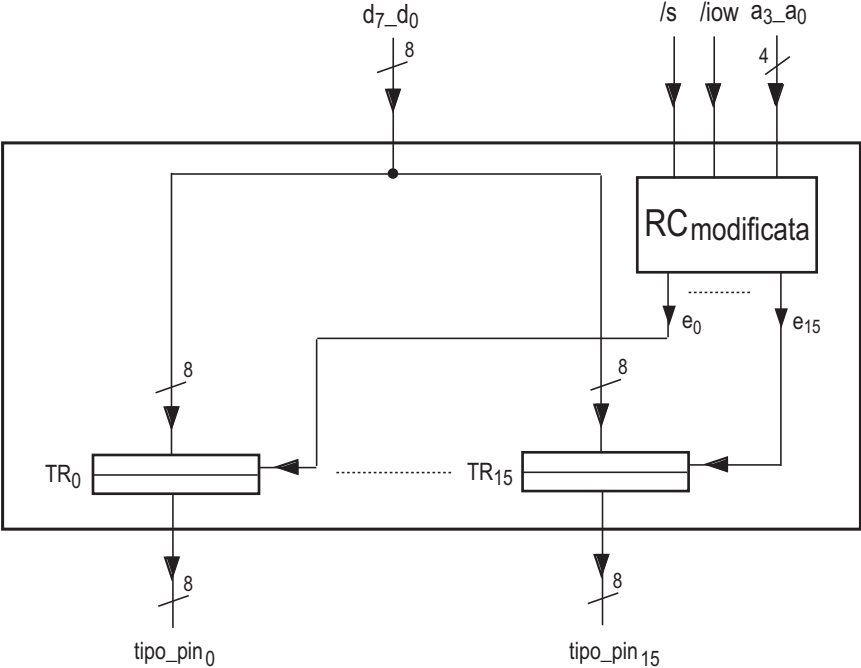 d7_d0 /s /iow a3_a0
8 4
RCmodificata
e0 e15
8 8
TR0 TR15
8 8
tipo_pin0 tipo_pin15